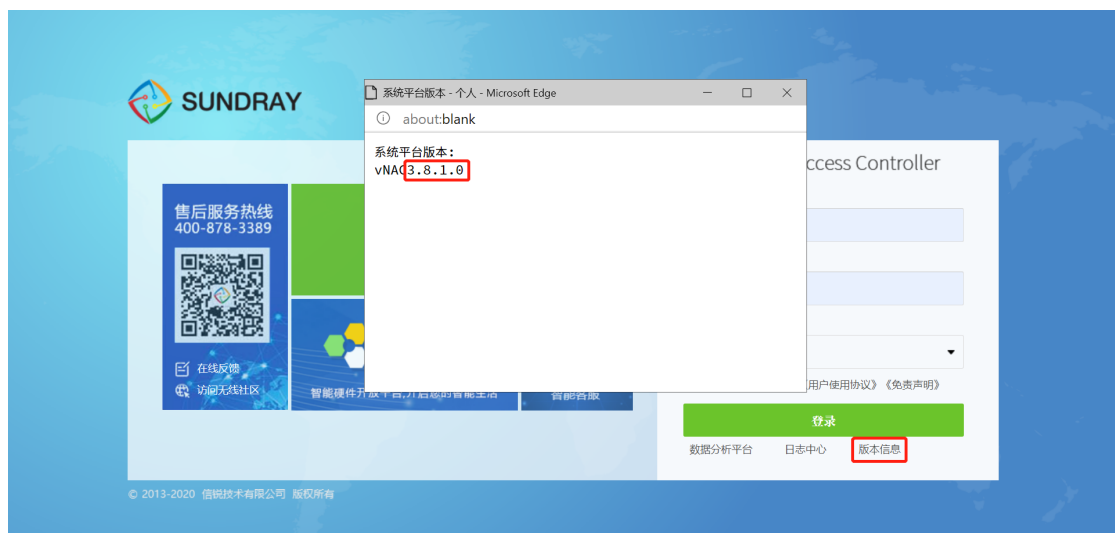 SUNDRAY
系统平台版本 - 个人 - Microsoft Edge
about:blank
系统平台版本:
vNAC3.8.1.0
ccess Controller
售后服务热线
400-878-3389
在线反馈
访问无线社区
智能硬件开放平台,开启您的智能生活
智能客服
用户使用协议》《免责声明》
登录
数据分析平台
日志中心
版本信息
© 2013-2020 信锐技术有限公司 版权所有